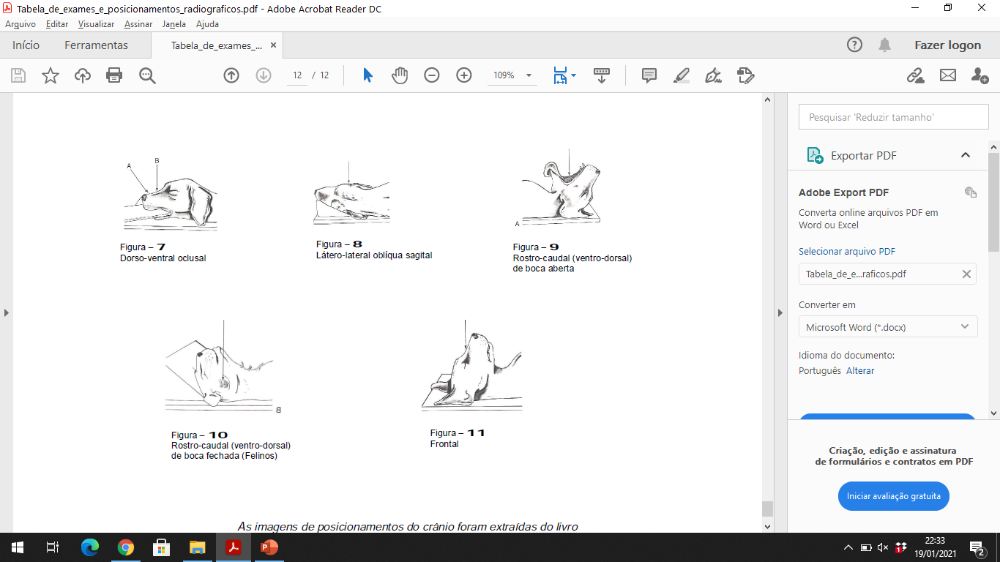 Tabela_de_exames_e_posicionamentos_radiograficos.pdf - Adobe Acrobat Reader DC
Arquivo Editar Visualizar Assinar Janela Ajuda
Início Ferramentas Tabela_de_exames_... × Fazer logon
12 / 12 109%
Pesquisar 'Reduzir tamanho'
Exportar PDF
Adobe Export PDF
Converta online arquivos PDF em
Word ou Excel
Selecionar arquivo PDF
Tabela_de_e...raficos.pdf
Converter em
Microsoft Word (*.docx)
Idioma do documento:
Português Alterar
Criação, edição e assinatura
de formulários e contratos em PDF
Iniciar avaliação gratuita
A B
Figura – 7
Dorso-ventral oclusal
Figura – 8
Látero-lateral oblíqua sagital
A
Figura – 9
Rostro-caudal (ventro-dorsal)
de boca aberta
B
Figura – 10
Rostro-caudal (ventro-dorsal)
de boca fechada (Felinos)
Figura – 11
Frontal
As imagens de posicionamentos do crânio foram extraídas do livro
22:33
19/01/2021
1
2